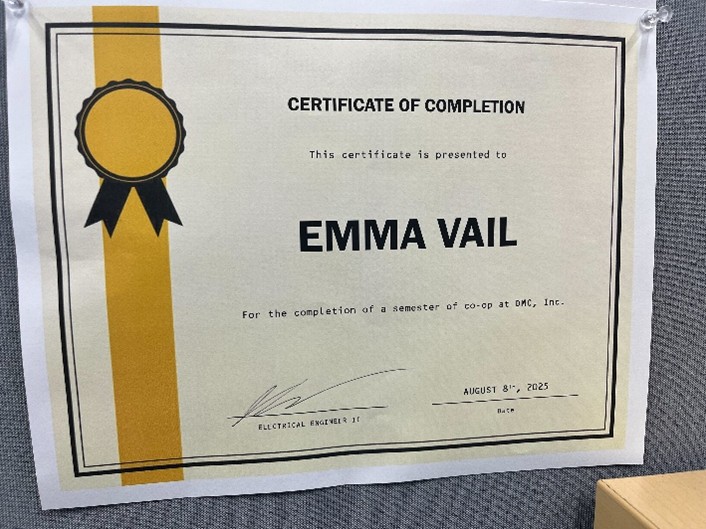 CERTIFICATE OF COMPLETION
This certificate is presented to
EMMA VAIL
For the completion of a semester of co-op at DMC, Inc.
AUGUST 8ᵗʰ, 2025
ELECTRICAL ENGINEER II
Date